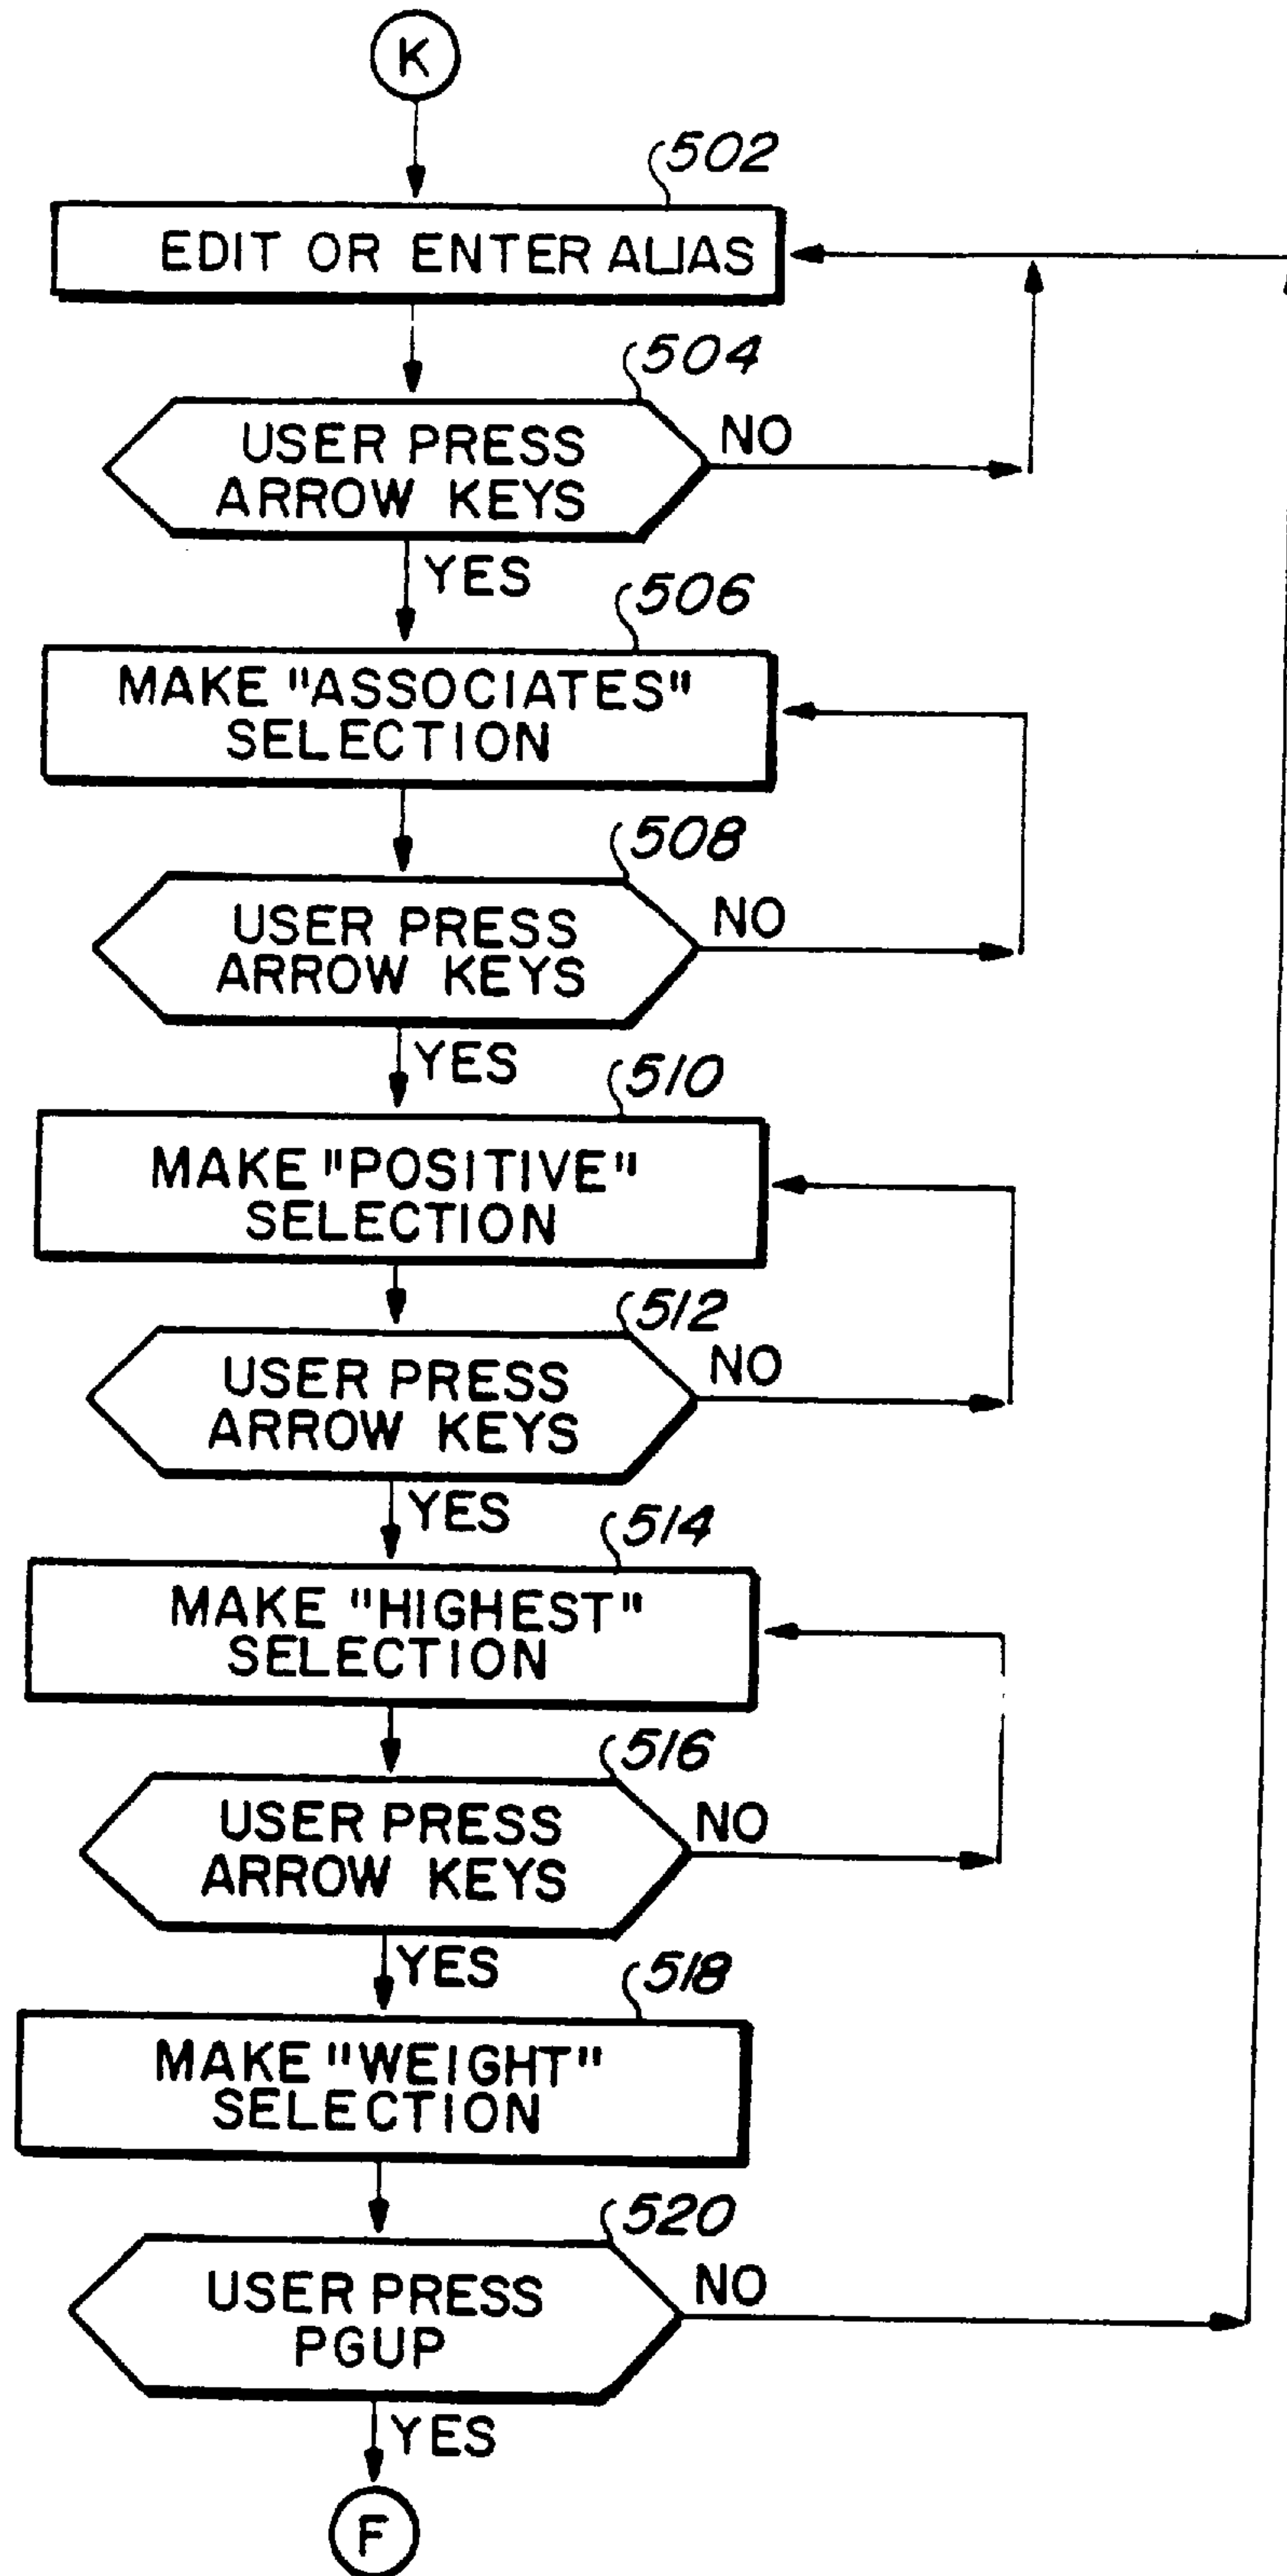 K
502
EDIT OR ENTER ALIAS
504
USER PRESS
ARROW KEYS
NO
YES
506
MAKE "ASSOCIATES"
SELECTION
508
USER PRESS
ARROW KEYS
NO
YES
510
MAKE "POSITIVE"
SELECTION
512
USER PRESS
ARROW KEYS
NO
YES
514
MAKE "HIGHEST"
SELECTION
516
USER PRESS
ARROW KEYS
NO
YES
518
MAKE "WEIGHT"
SELECTION
520
USER PRESS
PGUP
NO
YES
F